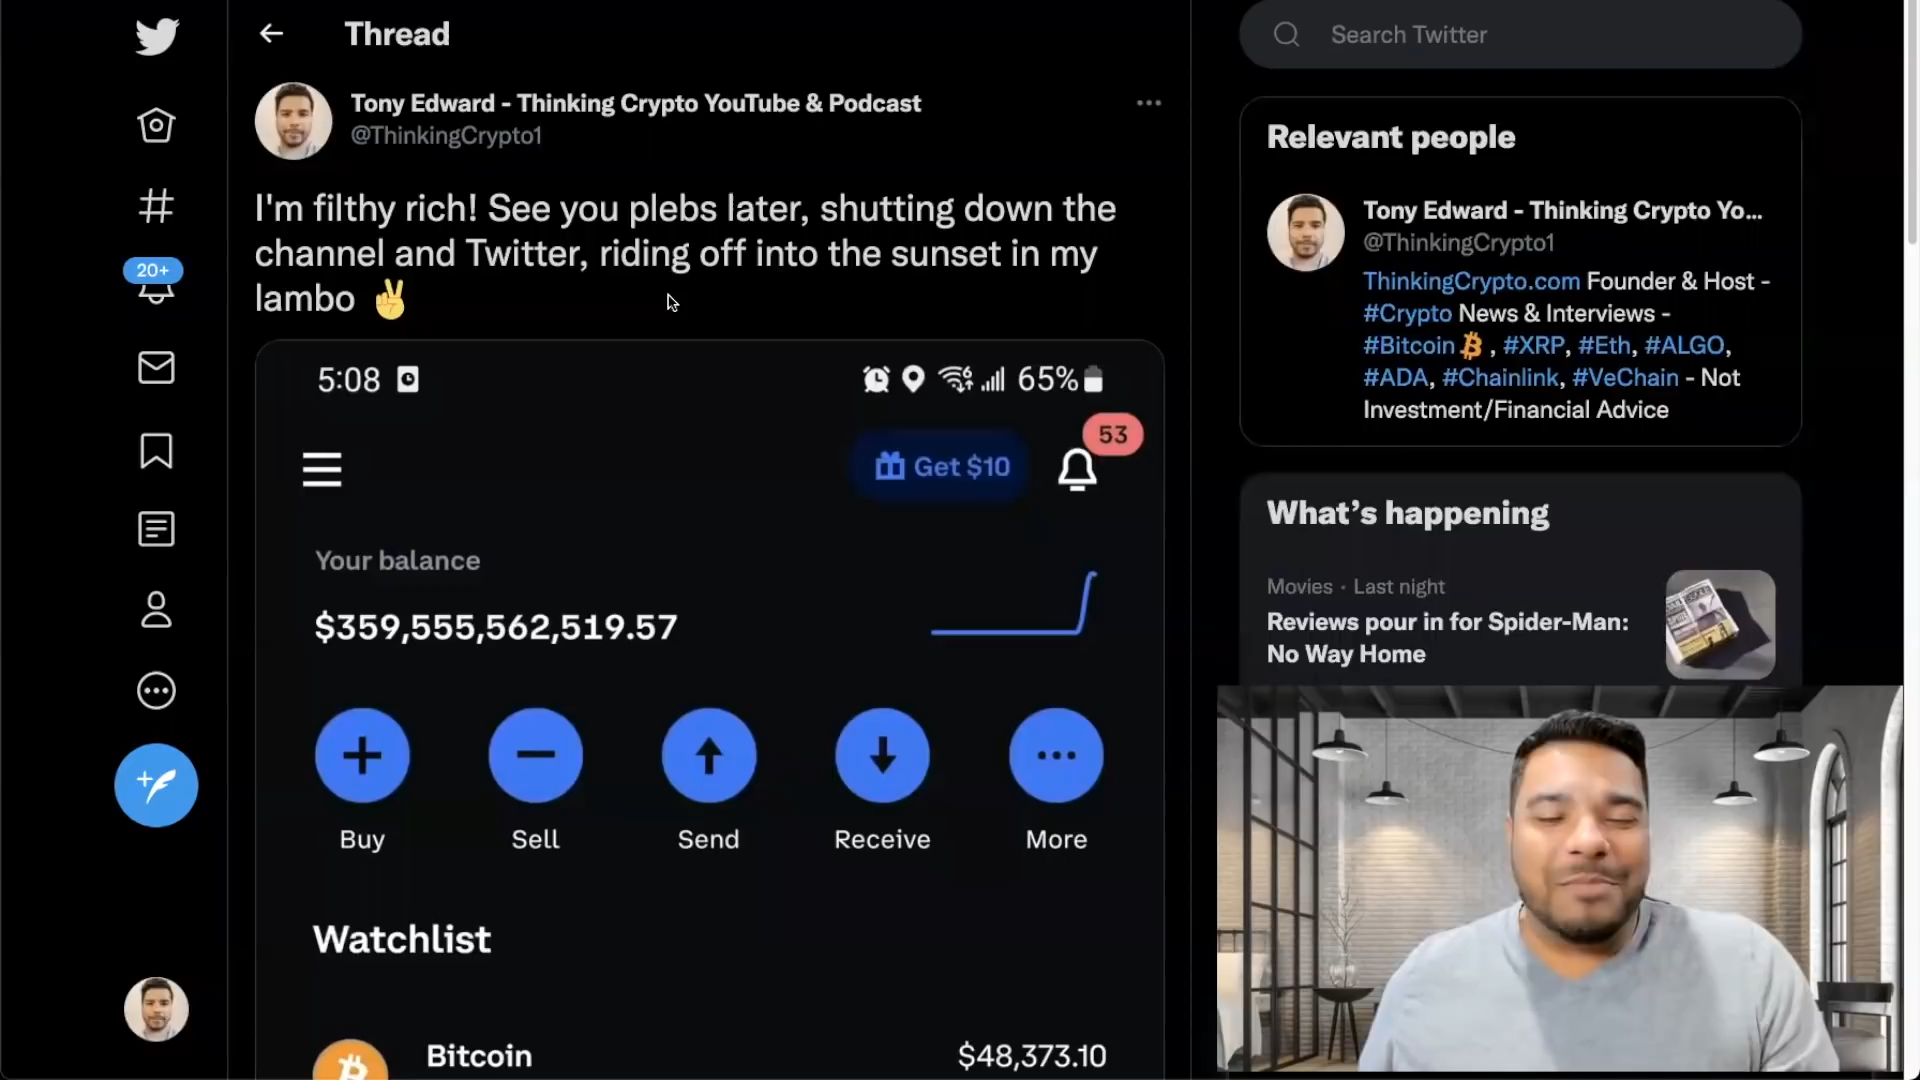 Thread
Tony Edward - Thinking Crypto YouTube & Podcast
@ThinkingCrypto1
I'm filthy rich! See you plebs later, shutting down the
channel and Twitter, riding off into the sunset in my
lambo ✌
20+
5:08
65%
53
Get $10
Your balance
$359,555,562,519.57
Buy
Sell
Send
Receive
More
Watchlist
Bitcoin
$48,373.10
Search Twitter
Relevant people
Tony Edward - Thinking Crypto Yo...
@ThinkingCrypto1
ThinkingCrypto.com Founder & Host -
#Crypto News & Interviews -
#Bitcoin , #XRP, #Eth, #ALGO,
#ADA, #Chainlink, #VeChain - Not
Investment/Financial Advice
What's happening
Movies · Last night
Reviews pour in for Spider-Man:
No Way Home